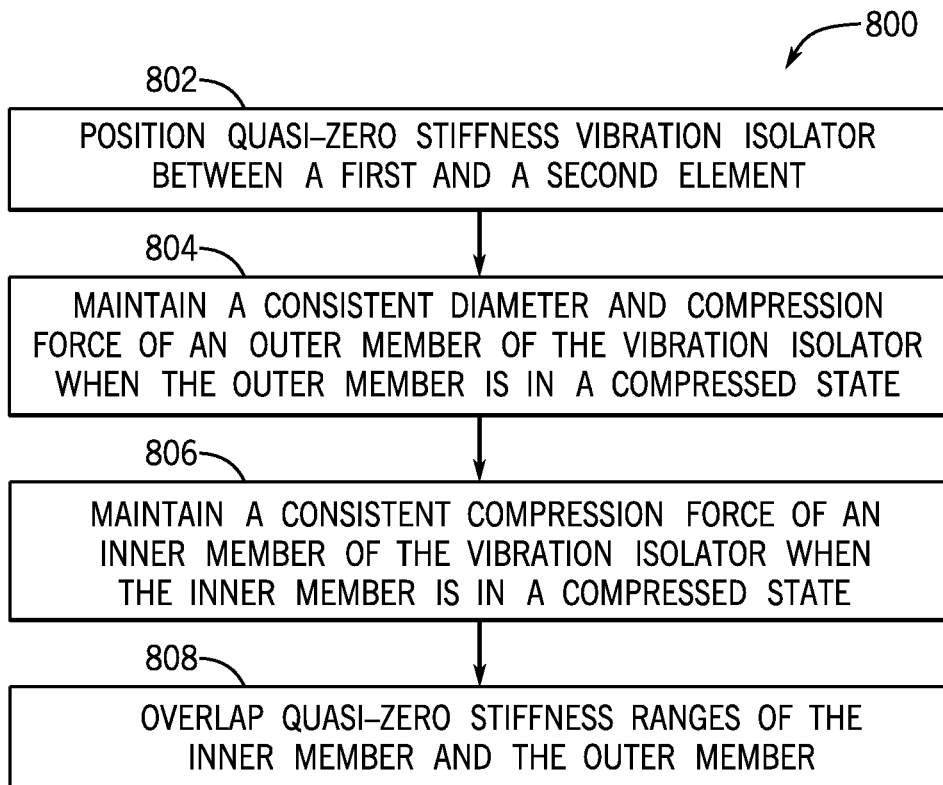 800
802
POSITION QUASI–ZERO STIFFNESS VIBRATION ISOLATOR
BETWEEN A FIRST AND A SECOND ELEMENT
804
MAINTAIN A CONSISTENT DIAMETER AND COMPRESSION
FORCE OF AN OUTER MEMBER OF THE VIBRATION ISOLATOR
WHEN THE OUTER MEMBER IS IN A COMPRESSED STATE
806
MAINTAIN A CONSISTENT COMPRESSION FORCE OF AN
INNER MEMBER OF THE VIBRATION ISOLATOR WHEN
THE INNER MEMBER IS IN A COMPRESSED STATE
808
OVERLAP QUASI–ZERO STIFFNESS RANGES OF THE
INNER MEMBER AND THE OUTER MEMBER